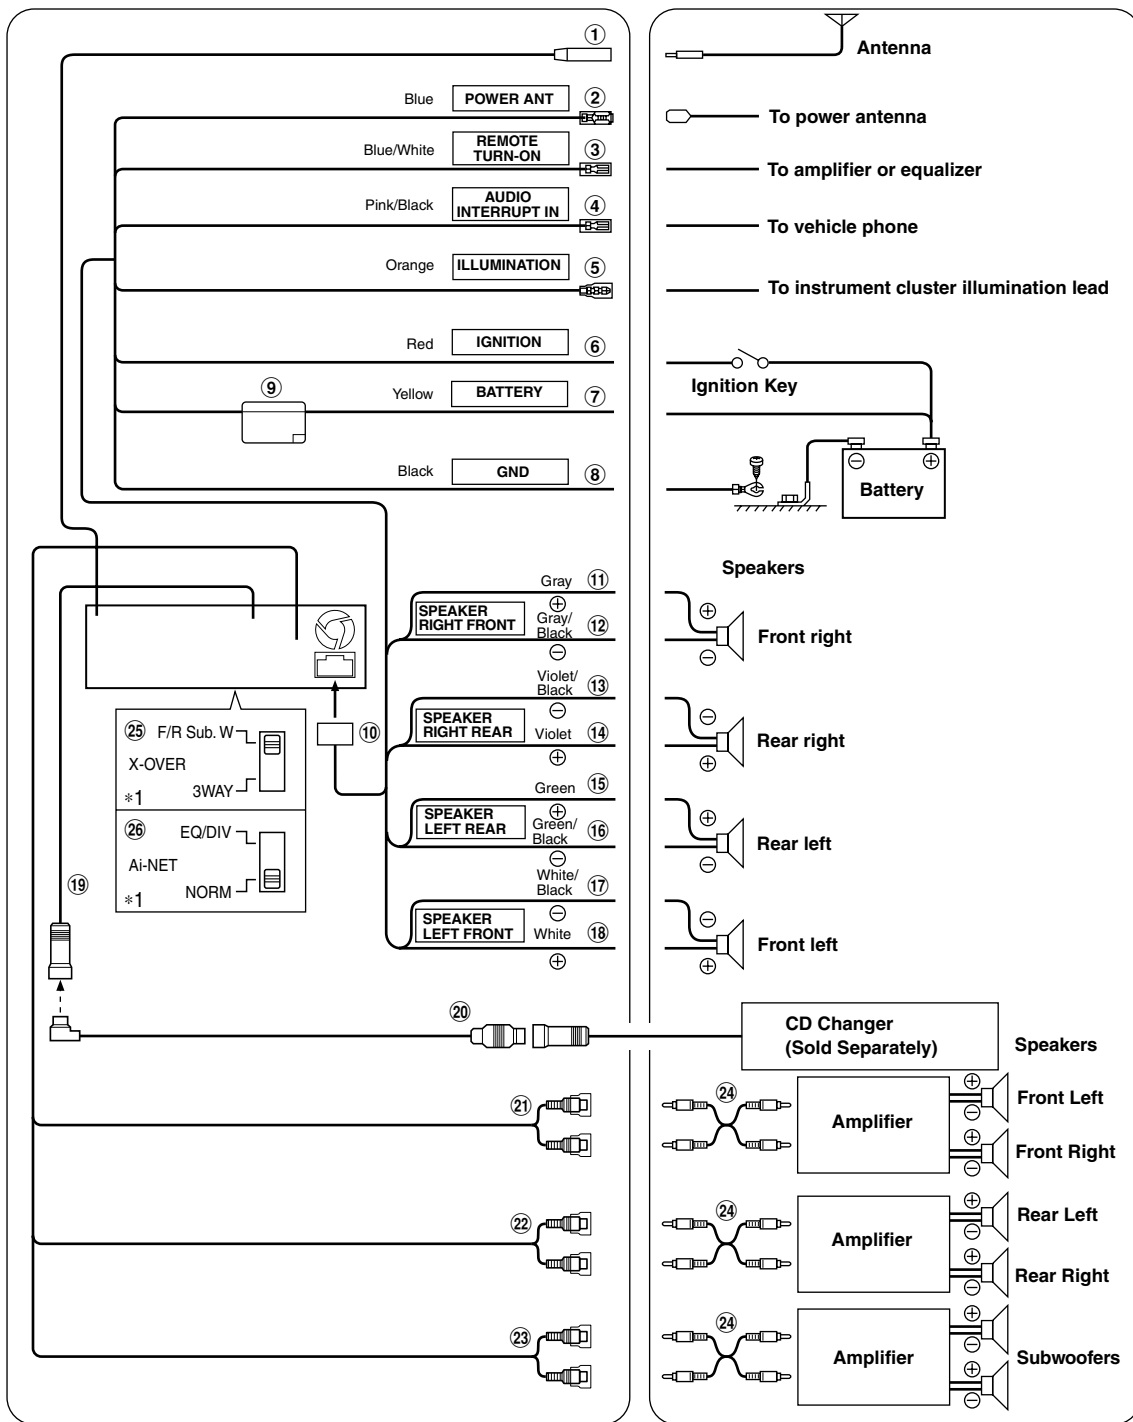 ①
Antenna
Blue
POWER ANT
②
To power antenna
Blue/White
REMOTE
TURN-ON
③
To amplifier or equalizer
Pink/Black
AUDIO
INTERRUPT IN
④
To vehicle phone
Orange
ILLUMINATION
⑤
To instrument cluster illumination lead
Red
IGNITION
⑥
Ignition Key
⑨
Yellow
BATTERY
⑦
Black
GND
⑧
⊖
⊕
Battery
Speakers
Gray
⑪
SPEAKER
RIGHT FRONT
⊕
Gray/
Black
⑫
⊖
⊕
⊖
Front right
Violet/
Black
⑬
SPEAKER
RIGHT REAR
⊖
Violet
⑭
⊕
⊖
⊕
Rear right
⑩
Green
⑮
SPEAKER
LEFT REAR
⊕
Green/
Black
⑯
⊖
⊕
⊖
Rear left
White/
Black
⑰
SPEAKER
LEFT FRONT
⊖
White
⑱
⊕
⊖
⊕
Front left
㉕
F/R Sub. W
X-OVER
3WAY
*1
㉖
EQ/DIV
Ai-NET
NORM
*1
⑲
⑳
CD Changer
(Sold Separately)
Speakers
㉑
㉔
Amplifier
⊕
⊖
Front Left
⊕
⊖
Front Right
㉒
㉔
Amplifier
⊕
⊖
Rear Left
⊕
⊖
Rear Right
㉓
㉔
Amplifier
⊕
⊖
⊕
⊖
Subwoofers